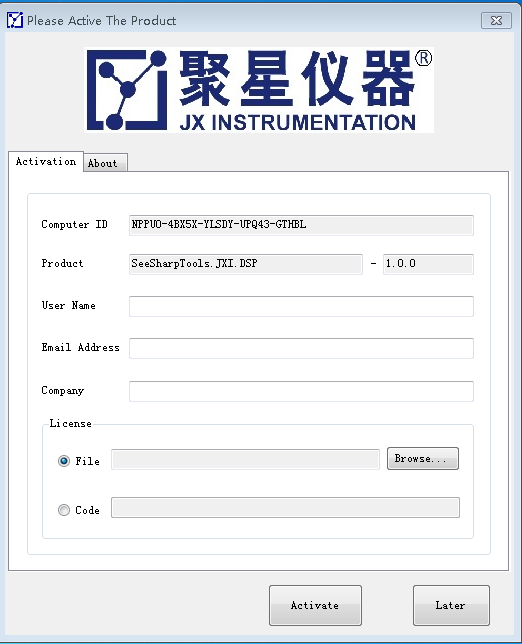 Please Active The Product
聚星仪器®
JX INSTRUMENTATION
Activation About
Computer ID NPPUO-4BX5X-YLSDY-UPQ43-GTHBL
Product SeeSharpTools.JXI.DSP - 1.0.0
User Name
Email Address
Company
License
File Browse...
Code
Activate Later